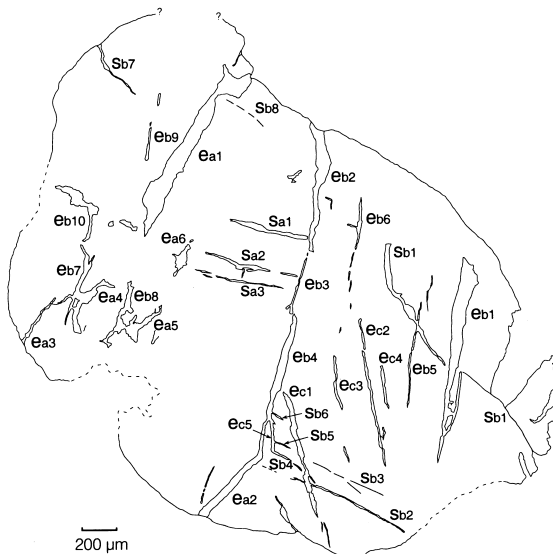 ? ?
Sb7
Sb8
eb9
ea1
eb2
eb10
Sa1
eb6
ea6
Sa2
Sb1
eb7
Sa3
eb3
ea4
eb8
eb1
ea5
ec2
ea3
eb4
ec3
ec4
eb5
ec1
Sb6
Sb1
ec5
Sb5
Sb4
Sb3
ea2
Sb2
200 µm